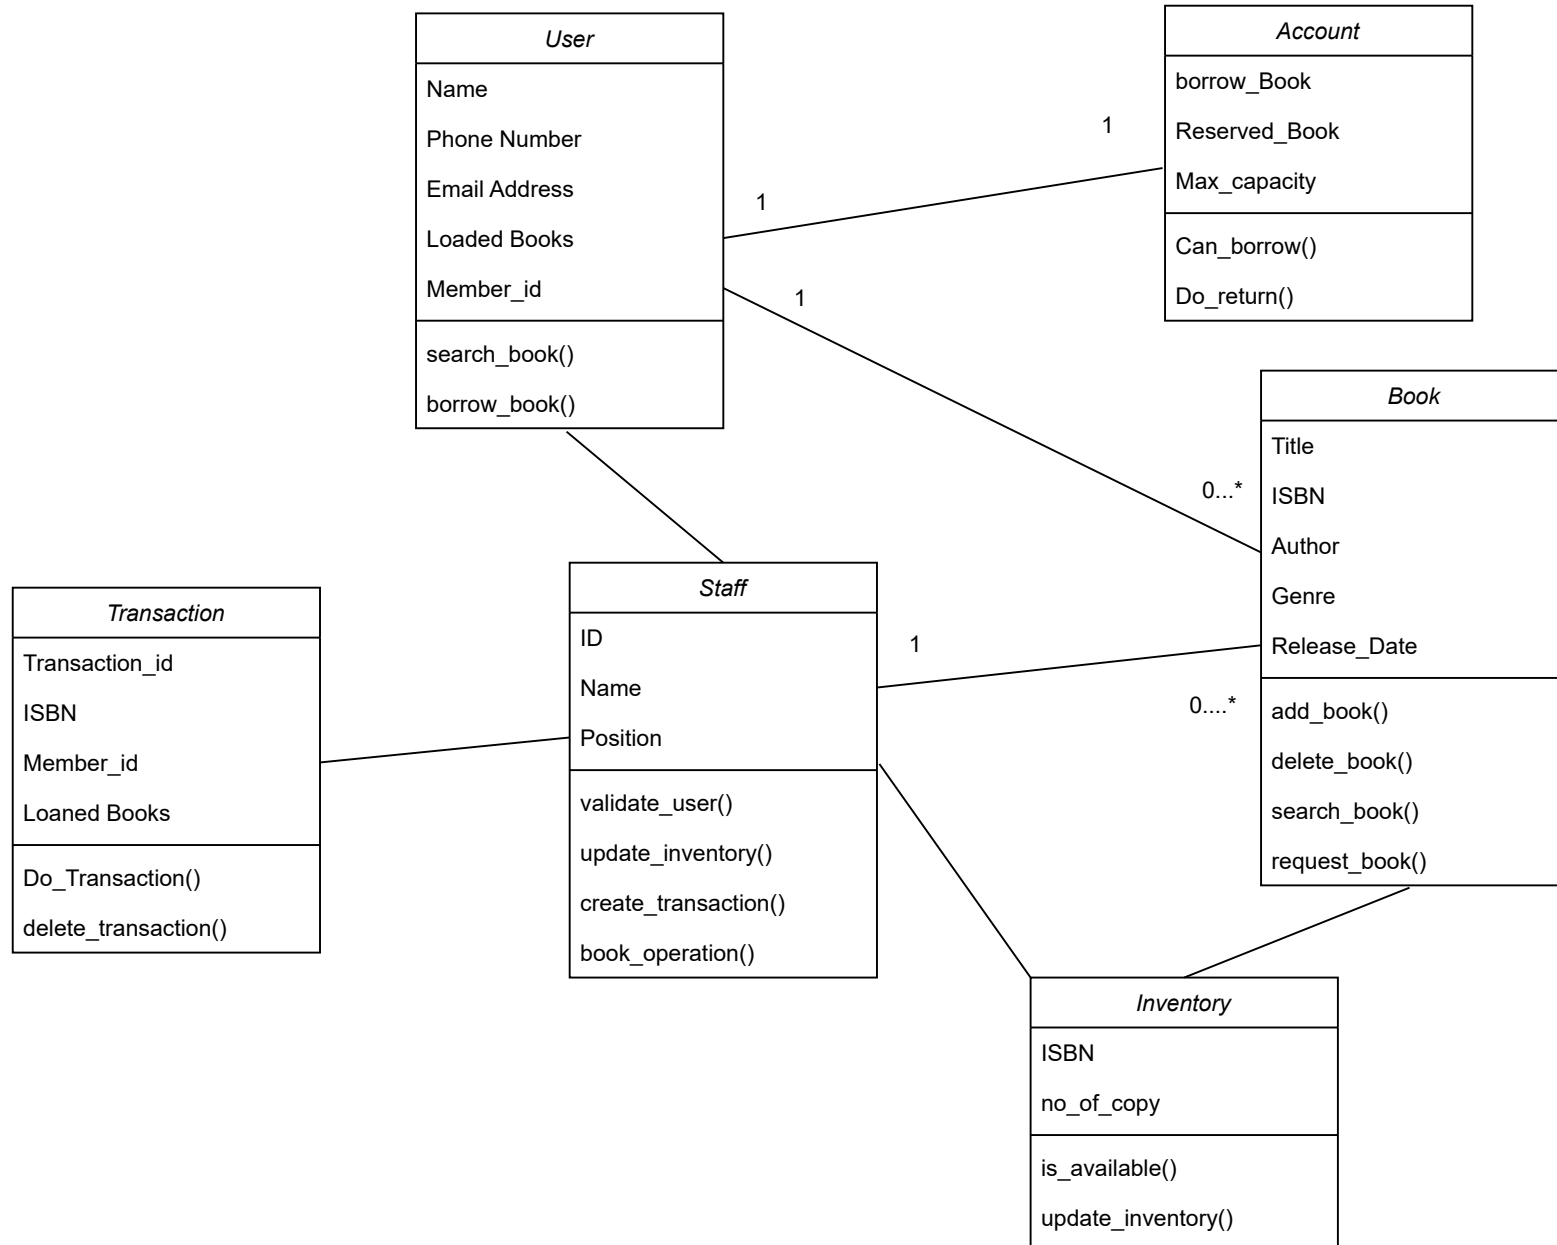 User
Name
Phone Number
Email Address
Loaded Books
Member_id
search_book()
borrow_book()
1
1
Account
borrow_Book
Reserved_Book
Max_capacity
Can_borrow()
Do_return()
1
0...*
Book
Title
ISBN
Author
Genre
Release_Date
add_book()
delete_book()
search_book()
request_book()
Transaction
Transaction_id
ISBN
Member_id
Loaned Books
Do_Transaction()
delete_transaction()
Staff
ID
Name
Position
validate_user()
update_inventory()
create_transaction()
book_operation()
1
0....*
Inventory
ISBN
no_of_copy
is_available()
update_inventory()